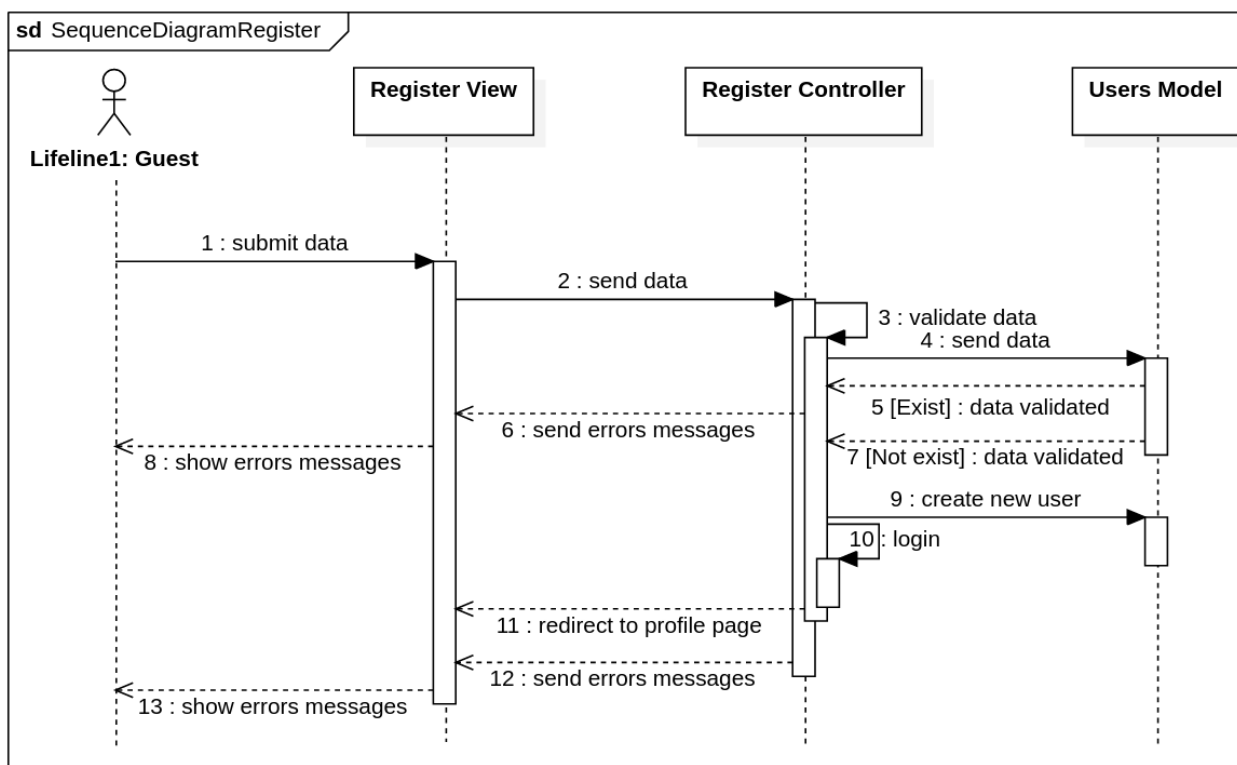 sd SequenceDiagramRegister
Register View
Register Controller
Users Model
Lifeline1: Guest
1 : submit data
2 : send data
3 : validate data
4 : send data
5 [Exist] : data validated
6 : send errors messages
7 [Not exist] : data validated
8 : show errors messages
9 : create new user
10 : login
11 : redirect to profile page
12 : send errors messages
13 : show errors messages